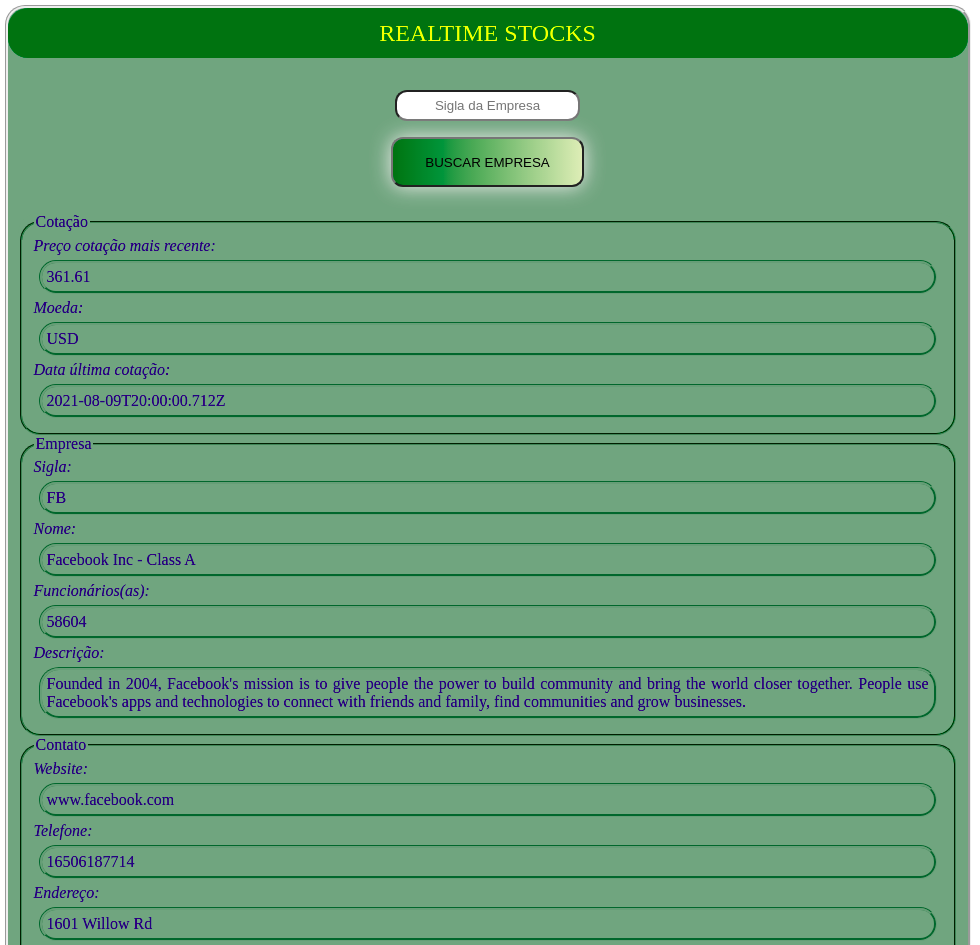 REALTIME STOCKS
Sigla da Empresa
BUSCAR EMPRESA
Cotação
Preço cotação mais recente:
361.61
Moeda:
USD
Data última cotação:
2021-08-09T20:00:00.712Z
Empresa
Sigla:
FB
Nome:
Facebook Inc - Class A
Funcionários(as):
58604
Descrição:
Founded in 2004, Facebook's mission is to give people the power to build community and bring the world closer together. People use
Facebook's apps and technologies to connect with friends and family, find communities and grow businesses.
Contato
Website:
www.facebook.com
Telefone:
16506187714
Endereço:
1601 Willow Rd